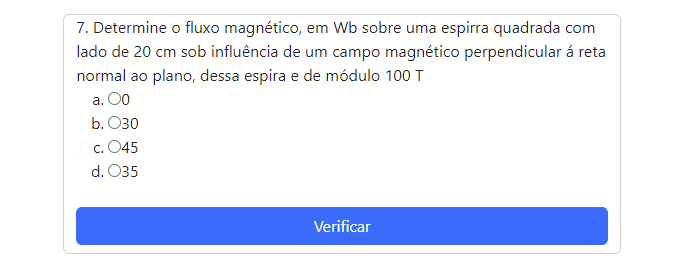 7. Determine o fluxo magnético, em Wb sobre uma espirra quadrada com
lado de 20 cm sob influência de um campo magnético perpendicular á reta
normal ao plano, dessa espira e de módulo 100 T
a. 0
b. 30
c. 45
d. 35
Verificar